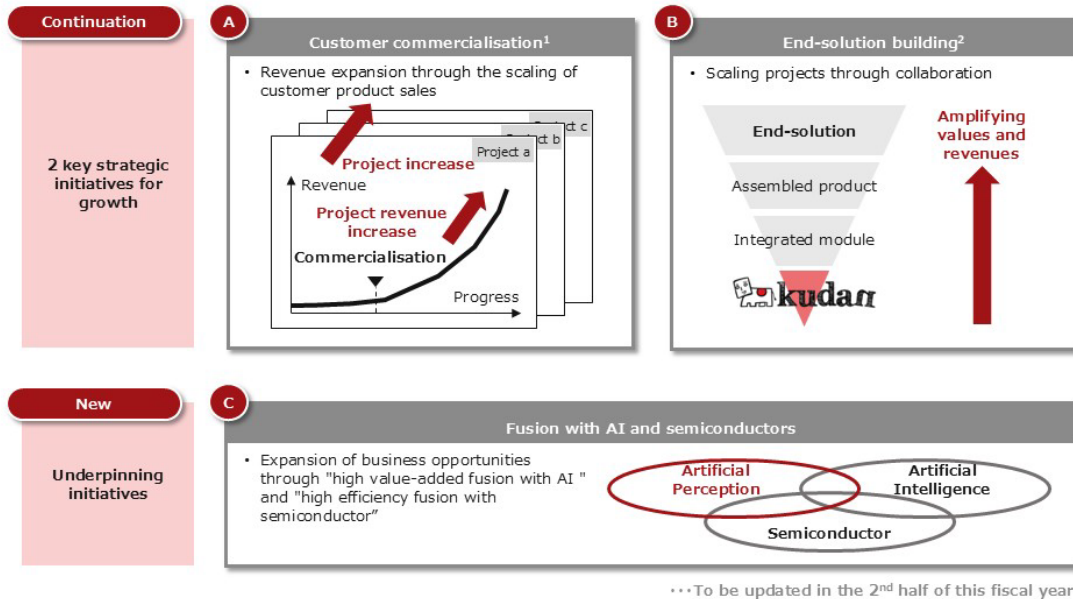 Continuation
2 key strategic
initiatives for
growth
A
Customer commercialisation¹
• Revenue expansion through the scaling of
customer product sales
Project c
Project b
Project a
Project increase
Revenue
Project revenue
increase
Commercialisation
Progress
B
End-solution building²
• Scaling projects through collaboration
End-solution
Assembled product
Integrated module
kudan
Amplifying
values and
revenues
New
Underpinning
initiatives
C
Fusion with AI and semiconductors
• Expansion of business opportunities
through "high value-added fusion with AI "
and "high efficiency fusion with
semiconductor”
Artificial
Perception
Artificial
Intelligence
Semiconductor
···To be updated in the 2nd half of this fiscal year